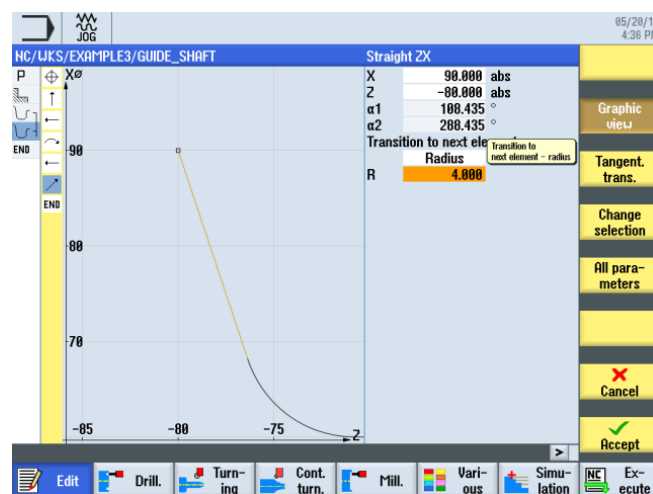 JOG
05/20/1
4:36 P
NC/WKS/EXAMPLE3/GUIDE_SHAFT
Straight ZX
P
END
END
XØ
90
80
70
-85
-80
-75
Z
X 90.000 abs
Z -80.000 abs
α1 108.435 °
α2 288.435 °
Transition to next ele
Transition to
next element - radius
Radius
R 4.000
Graphic
view
Tangent.
trans.
Change
selection
All para-
meters
Cancel
Accept
>
Edit
Drill.
Turn-
ing
Cont.
turn.
Mill.
Vari-
ous
Simu-
lation
NC
Ex-
ecute